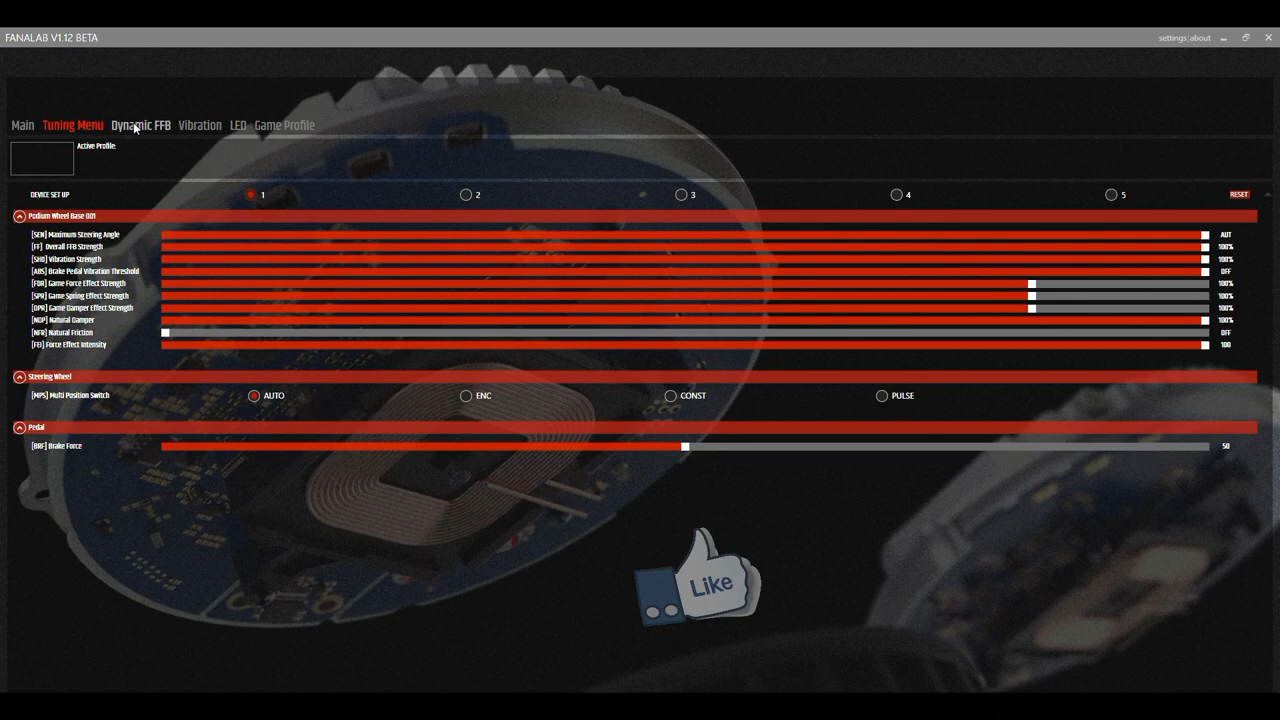 FANALAB V1.12 BETA
settings about
Main Tuning Menu Dynamic FFB Vibration LED Game Profile
Active Profile:
DEVICE SET UP 1 2 3 4 5 RESET
Podium Wheel Base DD1
[SEN] Maximum Steering Angle AUT
[FF] Overall FFB Strength 100%
[SHO] Vibration Strength 100%
[ABS] Brake Pedal Vibration Threshold OFF
[FOR] Game Force Effect Strength 100%
[SPR] Game Spring Effect Strength 100%
[DPR] Game Damper Effect Strength 100%
[NDP] Natural Damper 100%
[NFR] Natural Friction OFF
[FEI] Force Effect Intensity 100
Steering Wheel
[MPS] Multi Position Switch AUTO ENC CONST PULSE
Pedal
[BRF] Brake Force 50
Like